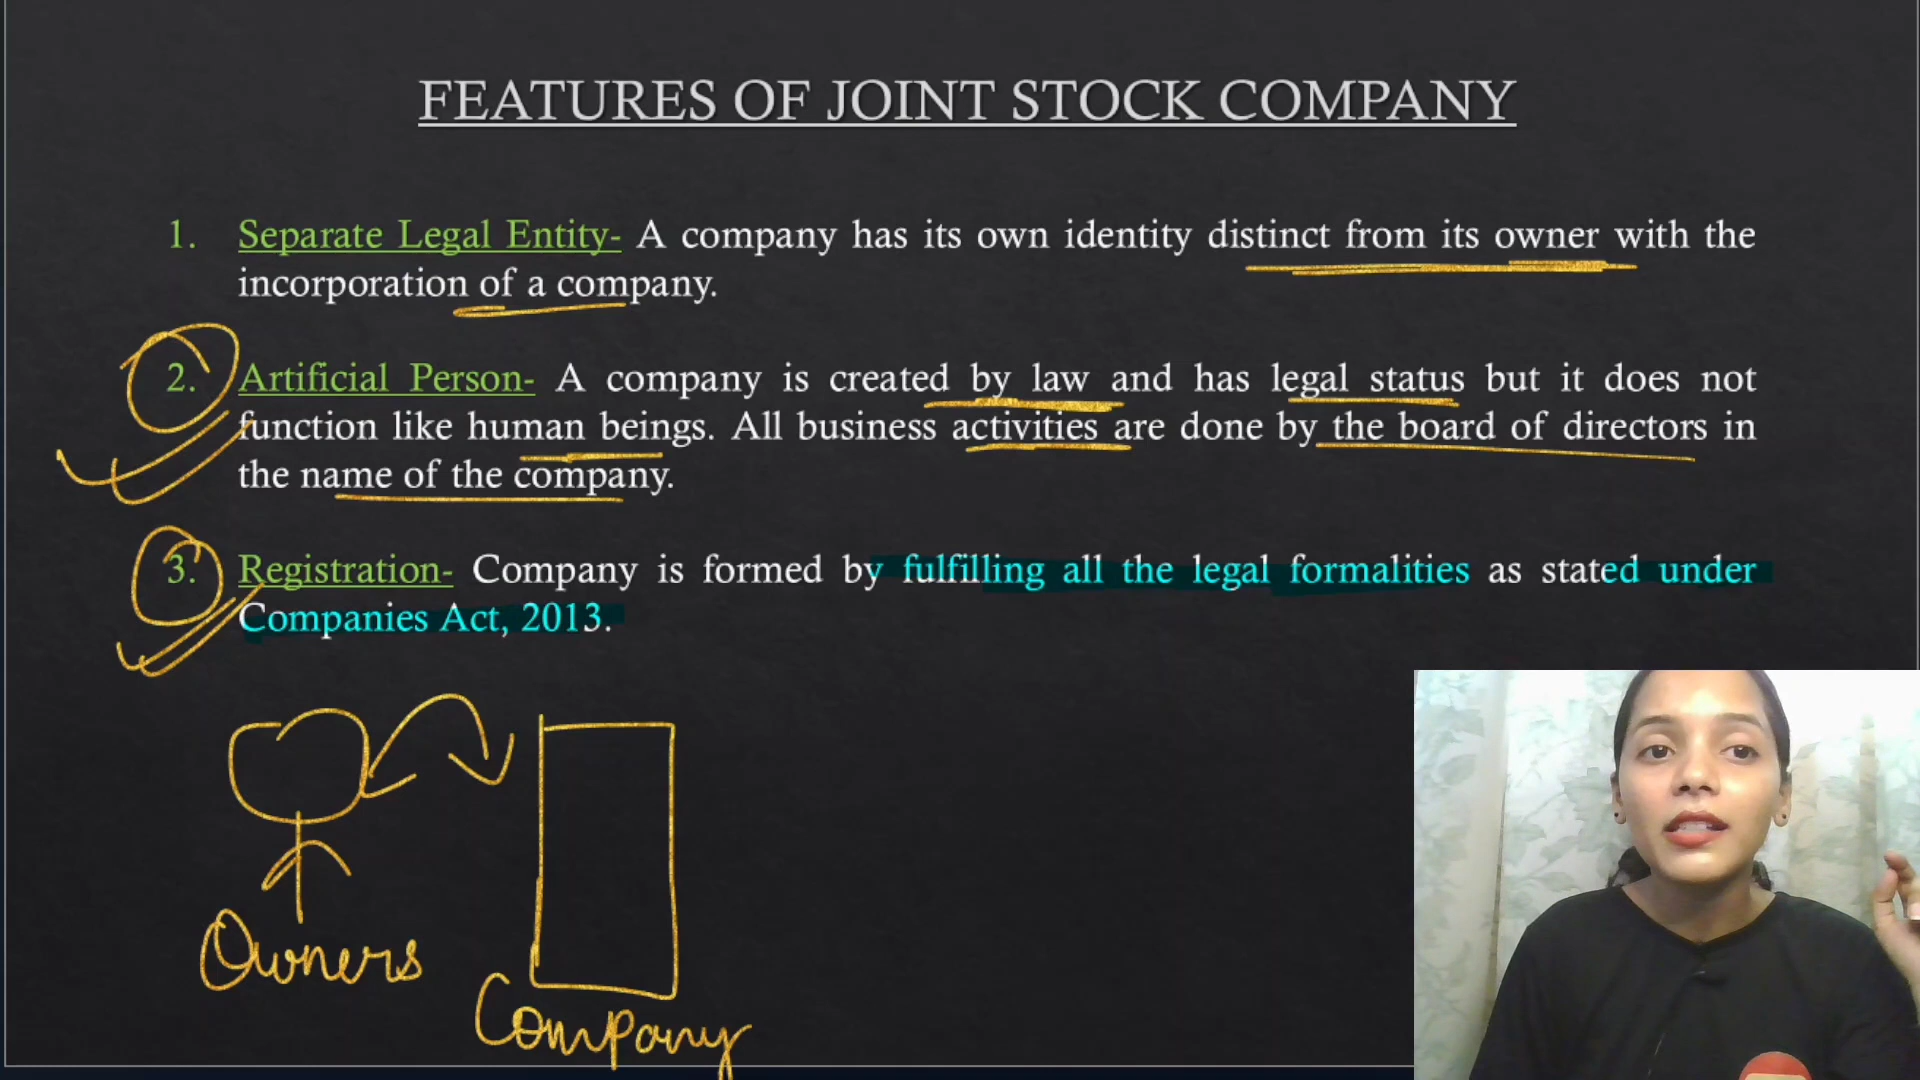 FEATURES OF JOINT STOCK COMPANY
1. Separate Legal Entity- A company has its own identity distinct from its owner with the
incorporation of a company.
2. Artificial Person- A company is created by law and has legal status but it does not
function like human beings. All business activities are done by the board of directors in
the name of the company.
3. Registration- Company is formed by fulfilling all the legal formalities as stated under
Companies Act, 2013.
Owners
Company